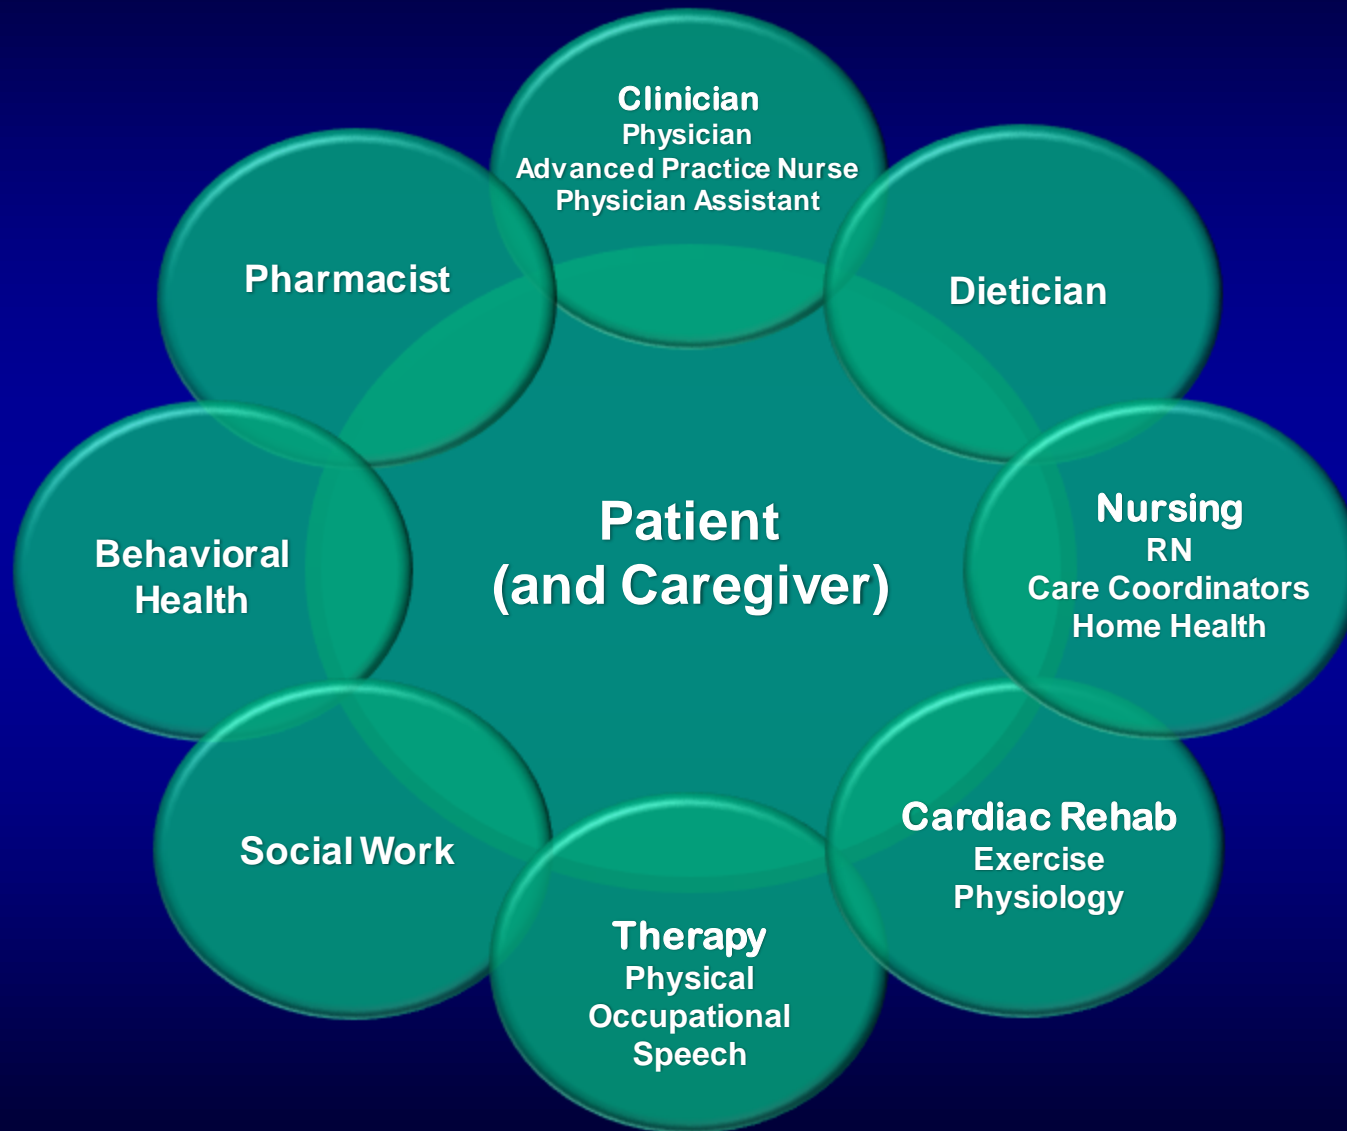 Clinician
Physician
Advanced Practice Nurse
Physician Assistant
Pharmacist
Dietician
Patient
(and Caregiver)
Behavioral
Health
Nursing
RN
Care Coordinators
Home Health
Social Work
Cardiac Rehab
Exercise
Physiology
Therapy
Physical
Occupational
Speech